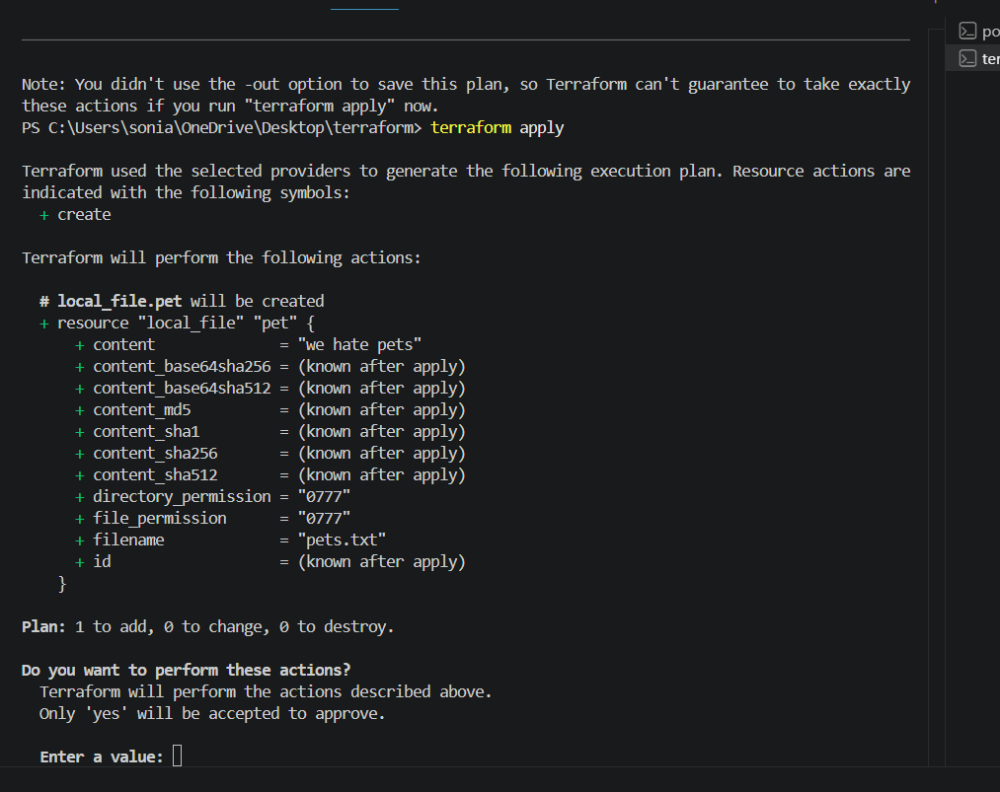 Note: You didn't use the -out option to save this plan, so Terraform can't guarantee to take exactly
these actions if you run "terraform apply" now.
PS C:\Users\sonia\OneDrive\Desktop\terraform> terraform apply

Terraform used the selected providers to generate the following execution plan. Resource actions are
indicated with the following symbols:
  + create

Terraform will perform the following actions:

  # local_file.pet will be created
  + resource "local_file" "pet" {
      + content              = "we hate pets"
      + content_base64sha256 = (known after apply)
      + content_base64sha512 = (known after apply)
      + content_md5          = (known after apply)
      + content_sha1         = (known after apply)
      + content_sha256       = (known after apply)
      + content_sha512       = (known after apply)
      + directory_permission = "0777"
      + file_permission      = "0777"
      + filename             = "pets.txt"
      + id                   = (known after apply)
    }

Plan: 1 to add, 0 to change, 0 to destroy.

Do you want to perform these actions?
  Terraform will perform the actions described above.
  Only 'yes' will be accepted to approve.

  Enter a value:
po
ter